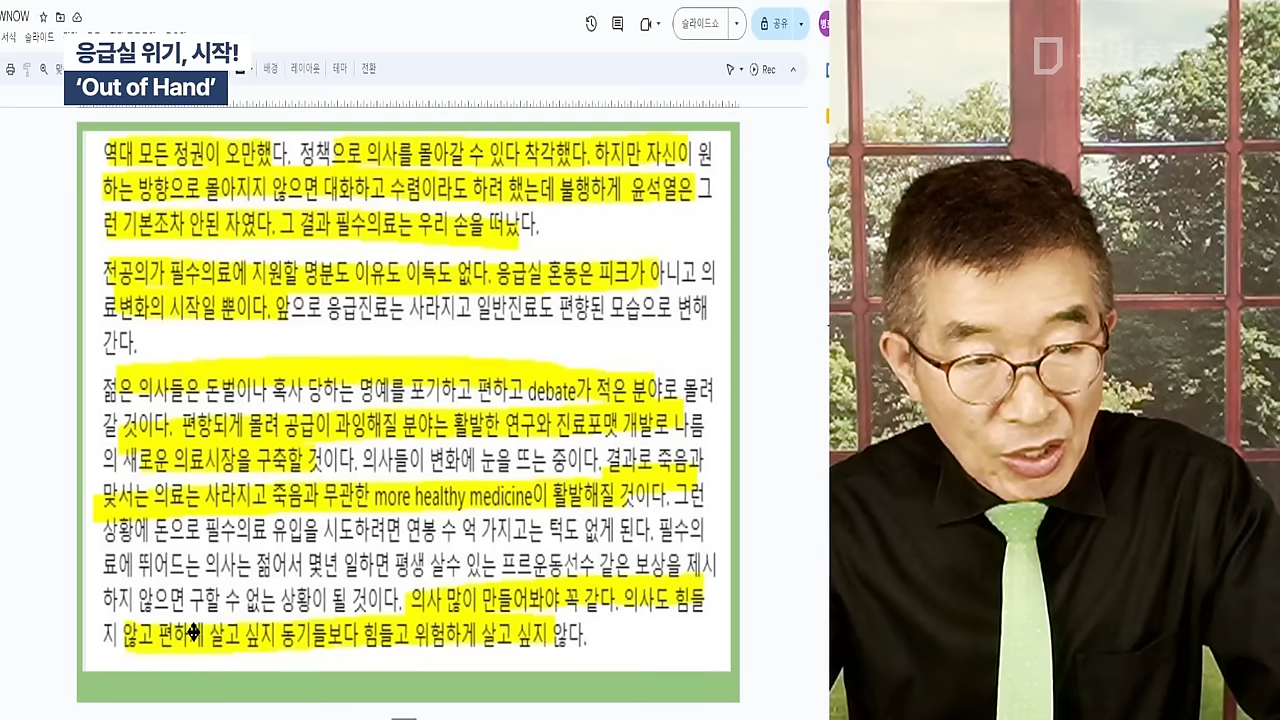 WNOW
슬라이드쇼
공유
서식 슬라이드
응급실 위기, 시작!
배경 레이아웃 테마 전환
Rec
‘Out of Hand’
역대 모든 정권이 오만했다. 정책으로 의사를 몰아갈 수 있다 착각했다. 하지만 자신이 원
하는 방향으로 몰아지지 않으면 대화하고 수렴이라도 하려 했는데 불행하게 윤석열은 그
런 기본조차 안된 자였다. 그 결과 필수의료는 우리 손을 떠났다.
전공의가 필수의료에 지원할 명분도 이유도 이득도 없다. 응급실 혼동은 피크가 아니고 의
료변화의 시작일 뿐이다. 앞으로 응급진료는 사라지고 일반진료도 편향된 모습으로 변해
간다.
젊은 의사들은 돈벌이나 혹사 당하는 명예를 포기하고 편하고 debate가 적은 분야로 몰려
갈 것이다. 편항되게 몰려 공급이 과잉해질 분야는 활발한 연구와 진료포맷 개발로 나름
의 새로운 의료시장을 구축할 것이다. 의사들이 변화에 눈을 뜨는 중이다. 결과로 죽음과
맞서는 의료는 사라지고 죽음과 무관한 more healthy medicine이 활발해질 것이다. 그런
상황에 돈으로 필수의료 유입을 시도하려면 연봉 수 억 가지고는 턱도 없게 된다. 필수의
료에 뛰어드는 의사는 젊어서 몇년 일하면 평생 살수 있는 프르운동선수 같은 보상을 제시
하지 않으면 구할 수 없는 상황이 될 것이다. 의사 많이 만들어봐야 꼭 같다. 의사도 힘들
지 않고 편하게 살고 싶지 동기들보다 힘들고 위험하게 살고 싶지 않다.